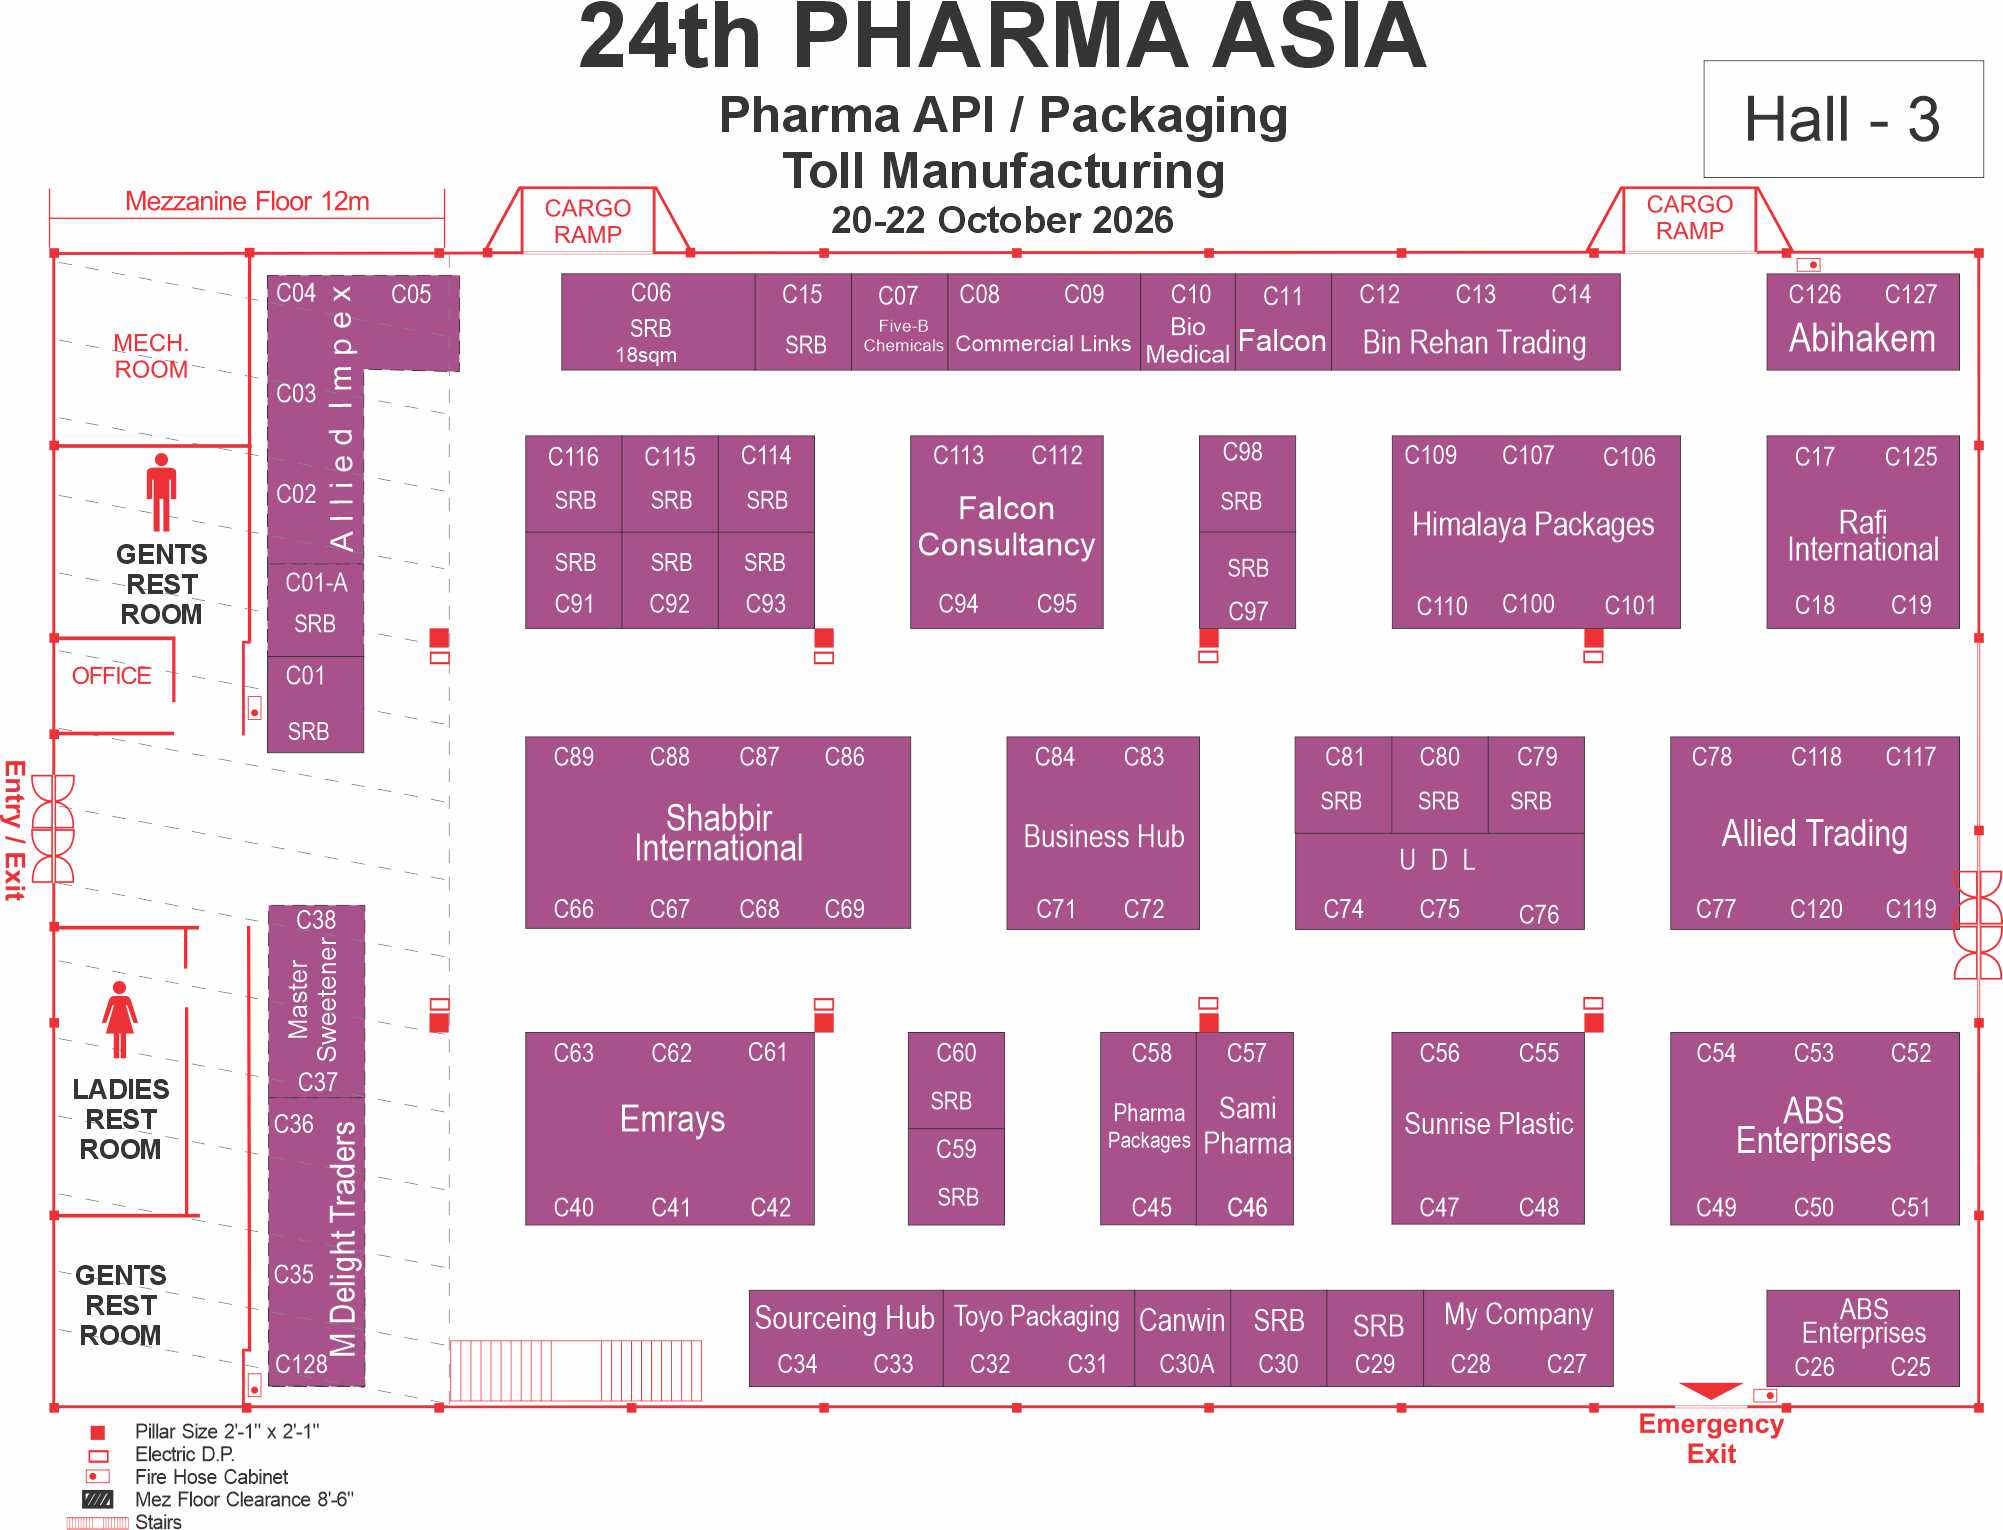 24th PHARMA ASIA
Pharma API / Packaging
Toll Manufacturing
20-22 October 2026
Hall - 3
Mezzanine Floor 12m
CARGO
RAMP
CARGO
RAMP
MECH.
ROOM
GENTS
REST
ROOM
OFFICE
Entry / Exit
LADIES
REST
ROOM
GENTS
REST
ROOM
C04
C05
C03
C02
Allied Impex
C01-A
SRB
C01
SRB
C38
Master
Sweetener
C37
C36
C35
M Delight Traders
C128
C06
SRB
18sqm
C15
SRB
C07
Five-B
Chemicals
C08 C09
Commercial Links
C10
Bio
Medical
C11
Falcon
C12 C13 C14
Bin Rehan Trading
C126 C127
Abihakem
C116 C115 C114
SRB SRB SRB
SRB SRB SRB
C91 C92 C93
C113 C112
Falcon
Consultancy
C94 C95
C98
SRB
SRB
C97
C109 C107 C106
Himalaya Packages
C110 C100 C101
C17 C125
Rafi
International
C18 C19
C89 C88 C87 C86
Shabbir
International
C66 C67 C68 C69
C84 C83
Business Hub
C71 C72
C81 C80 C79
SRB SRB SRB
U D L
C74 C75 C76
C78 C118 C117
Allied Trading
C77 C120 C119
C63 C62 C61
Emrays
C40 C41 C42
C60
SRB
C59
SRB
C58
Pharma
Packages
C45
C57
Sami
Pharma
C46
C56 C55
Sunrise Plastic
C47 C48
C54 C53 C52
ABS
Enterprises
C49 C50 C51
Sourceing Hub
C34 C33
Toyo Packaging
C32 C31
Canwin
C30A
SRB
C30
SRB
C29
My Company
C28 C27
ABS
Enterprises
C26 C25
Emergency
Exit
Pillar Size 2'-1" x 2'-1"
Electric D.P.
Fire Hose Cabinet
Mez Floor Clearance 8'-6"
Stairs